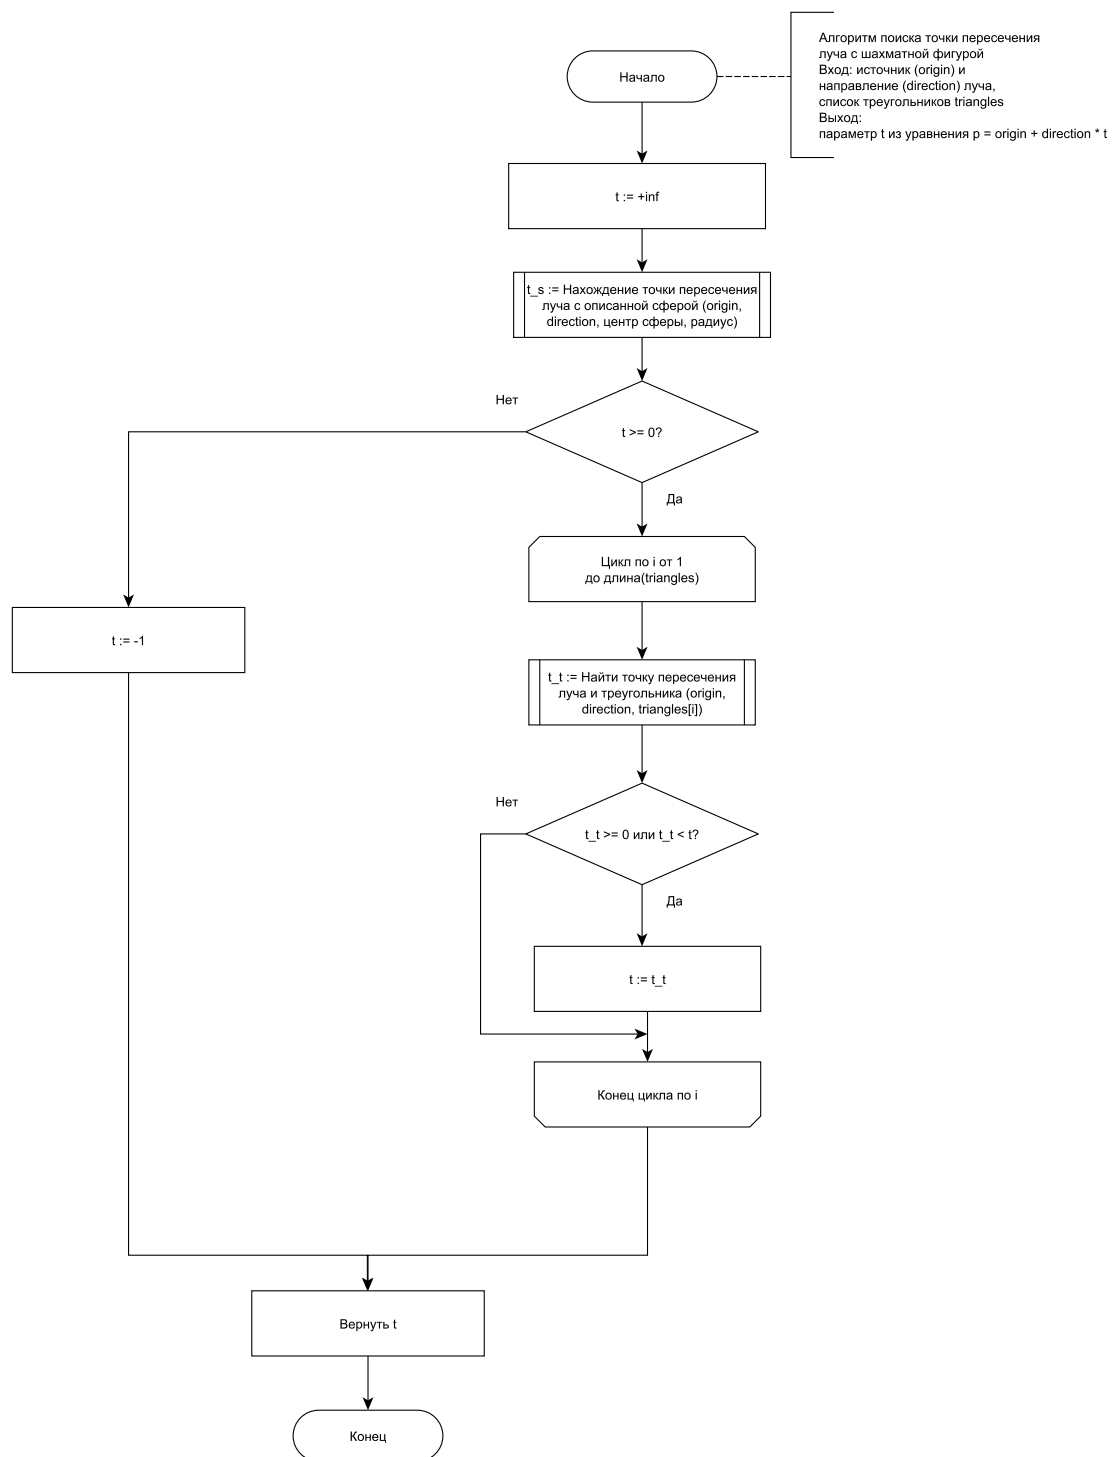 Начало
Алгоритм поиска точки пересечения
луча с шахматной фигурой
Вход: источник (origin) и
направление (direction) луча,
список треугольников triangles
Выход:
параметр t из уравнения p = origin + direction * t
t := +inf
t_s := Нахождение точки пересечения
луча с описанной сферой (origin,
direction, центр сферы, радиус)
Нет
t >= 0?
Да
Цикл по i от 1
до длина(triangles)
t := -1
t_t := Найти точку пересечения
луча и треугольника (origin,
direction, triangles[i])
Нет
t_t >= 0 или t_t < t?
Да
t := t_t
Конец цикла по i
Вернуть t
Конец